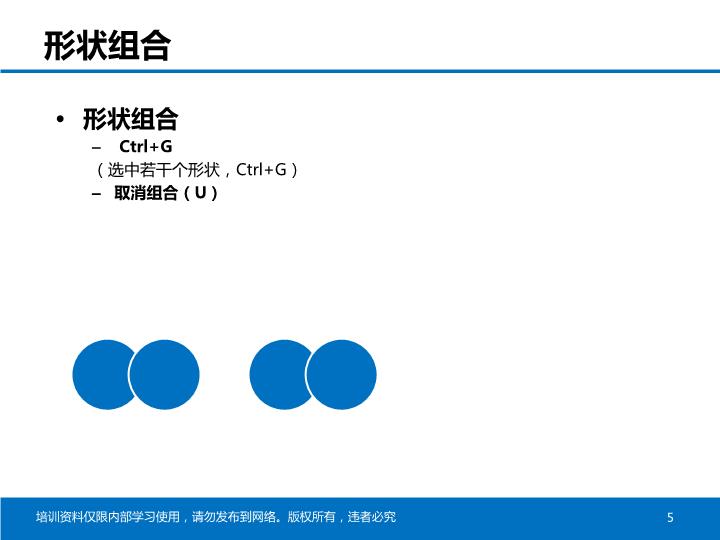 形状组合
• 形状组合
– Ctrl+G
（选中若干个形状，Ctrl+G）
– 取消组合（U）
培训资料仅限内部学习使用，请勿发布到网络。版权所有，违者必究
5